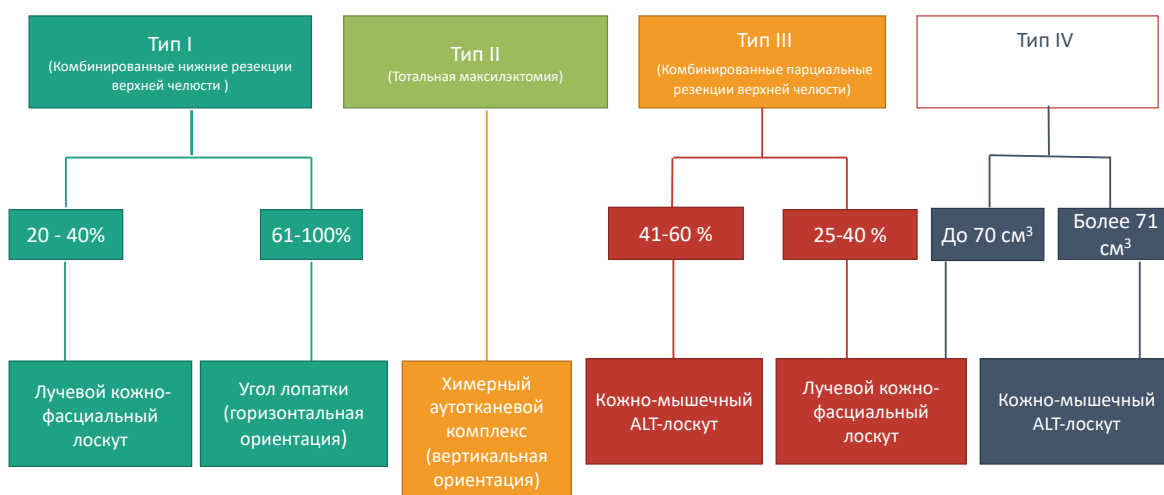 Тип I
(Комбинированные нижние резекции
верхней челюсти )
Тип II
(Тотальная максилэктомия)
Тип III
(Комбинированные парциальные
резекции верхней челюсти)
Тип IV
20 - 40%
61-100%
41-60 %
25-40 %
До 70 см³
Более 71
см³
Лучевой кожно-
фасциальный
лоскут
Угол лопатки
(горизонтальная
ориентация)
Химерный
аутотканевой
комплекс
(вертикальная
ориентация)
Кожно-мышечный
ALT-лоскут
Лучевой кожно-
фасциальный
лоскут
Кожно-мышечный
ALT-лоскут